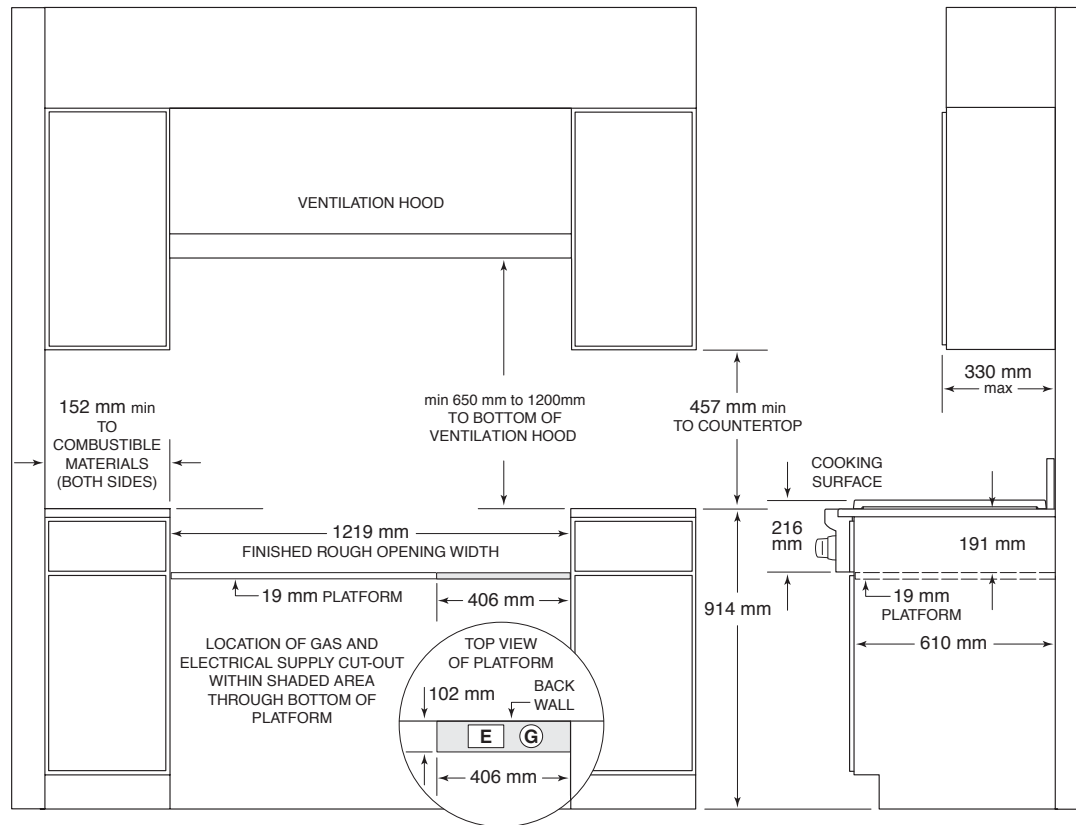 VENTILATION HOOD
330 mm
max
152 mm min
TO
COMBUSTIBLE
MATERIALS
(BOTH SIDES)
min 650 mm to 1200mm
TO BOTTOM OF
VENTILATION HOOD
457 mm min
TO COUNTERTOP
COOKING
SURFACE
1219 mm
FINISHED ROUGH OPENING WIDTH
216
mm
191 mm
19 mm PLATFORM
406 mm
914 mm
19 mm
PLATFORM
610 mm
LOCATION OF GAS AND
ELECTRICAL SUPPLY CUT-OUT
WITHIN SHADED AREA
THROUGH BOTTOM OF
PLATFORM
TOP VIEW
OF PLATFORM
102 mm
BACK
WALL
E
G
406 mm